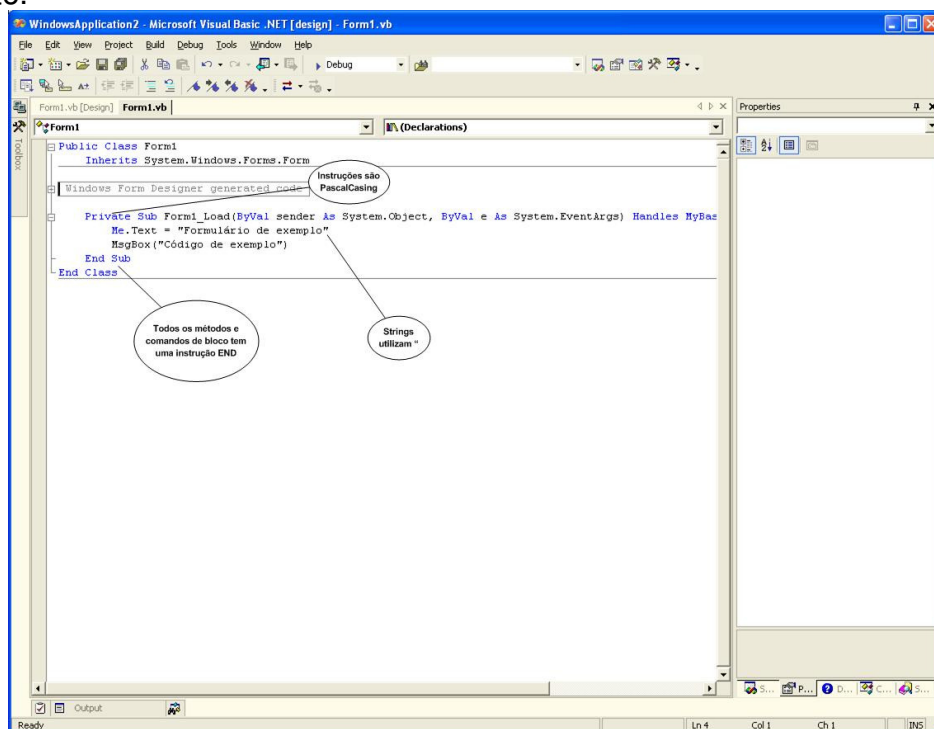 WindowsApplication2 - Microsoft Visual Basic .NET [design] - Form1.vb
File Edit View Project Build Debug Tools Window Help
Debug
Form1.vb [Design] Form1.vb
Properties
Form1
(Declarations)
Toolbox
Public Class Form1
Inherits System.Windows.Forms.Form
Windows Form Designer generated code
Instruções são
PascalCasing
Private Sub Form1_Load(ByVal sender As System.Object, ByVal e As System.EventArgs) Handles MyBas
Me.Text = "Formulário de exemplo"
MsgBox("Código de exemplo")
End Sub
End Class
Todos os métodos e
comandos de bloco tem
uma instrução END
Strings
utilizam "
S... P... D... C... S...
Output
Ready
Ln 4 Col 1 Ch 1 INS